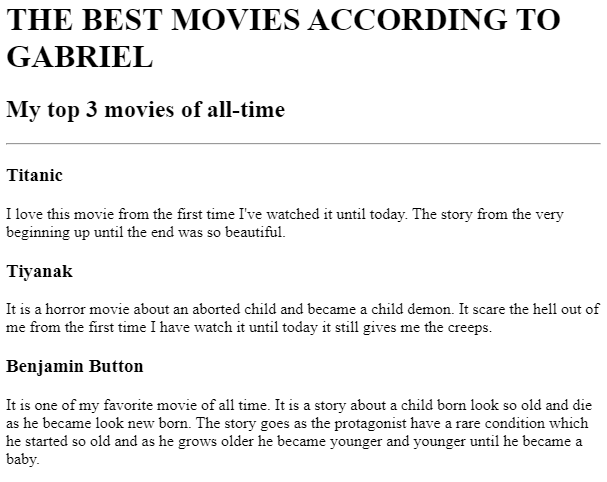 THE BEST MOVIES ACCORDING TO
GABRIEL
My top 3 movies of all-time
Titanic
I love this movie from the first time I've watched it until today. The story from the very
beginning up until the end was so beautiful.
Tiyanak
It is a horror movie about an aborted child and became a child demon. It scare the hell out of
me from the first time I have watch it until today it still gives me the creeps.
Benjamin Button
It is one of my favorite movie of all time. It is a story about a child born look so old and die
as he became look new born. The story goes as the protagonist have a rare condition which
he started so old and as he grows older he became younger and younger until he became a
baby.